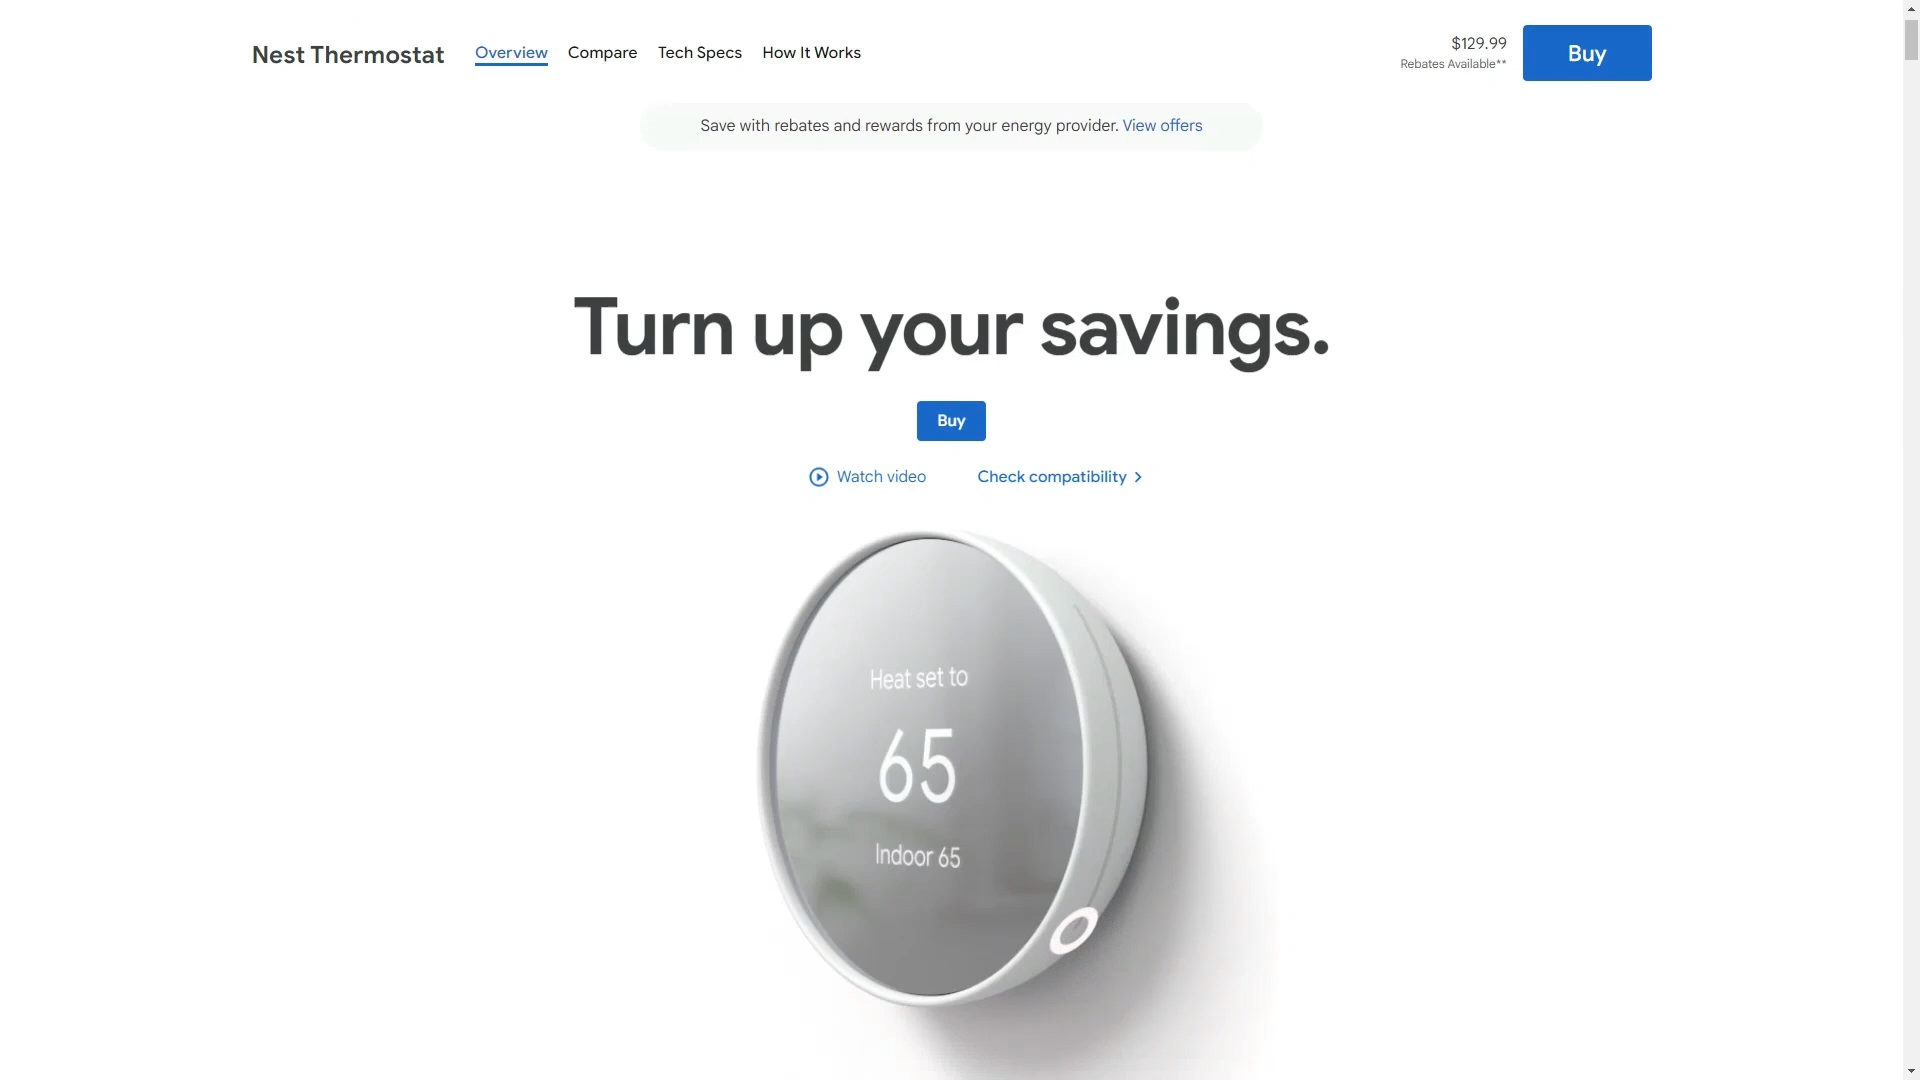 Nest Thermostat Overview Compare Tech Specs How It Works
$129.99
Rebates Available**
Buy
Save with rebates and rewards from your energy provider. View offers
Turn up your savings.
Buy
Watch video Check compatibility
Heat set to
65
Indoor 65